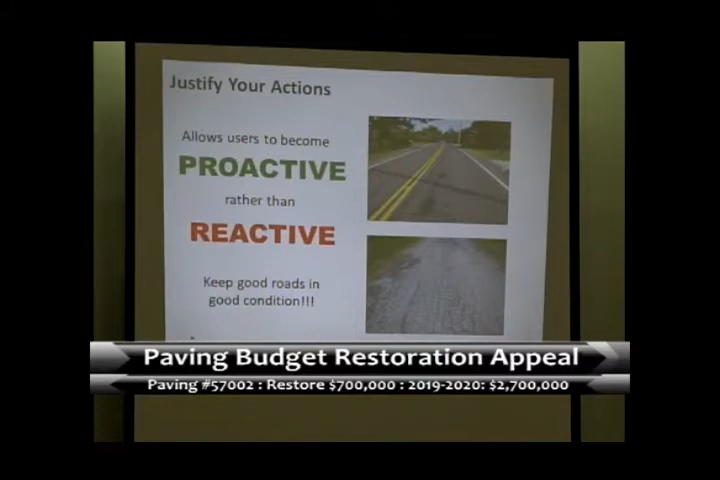 Justify Your Actions
Allows users to become
PROACTIVE
rather than
REACTIVE
Keep good roads in
good condition!!!
Paving Budget Restoration Appeal
Paving #57002 : Restore $700,000 : 2019-2020: $2,700,000